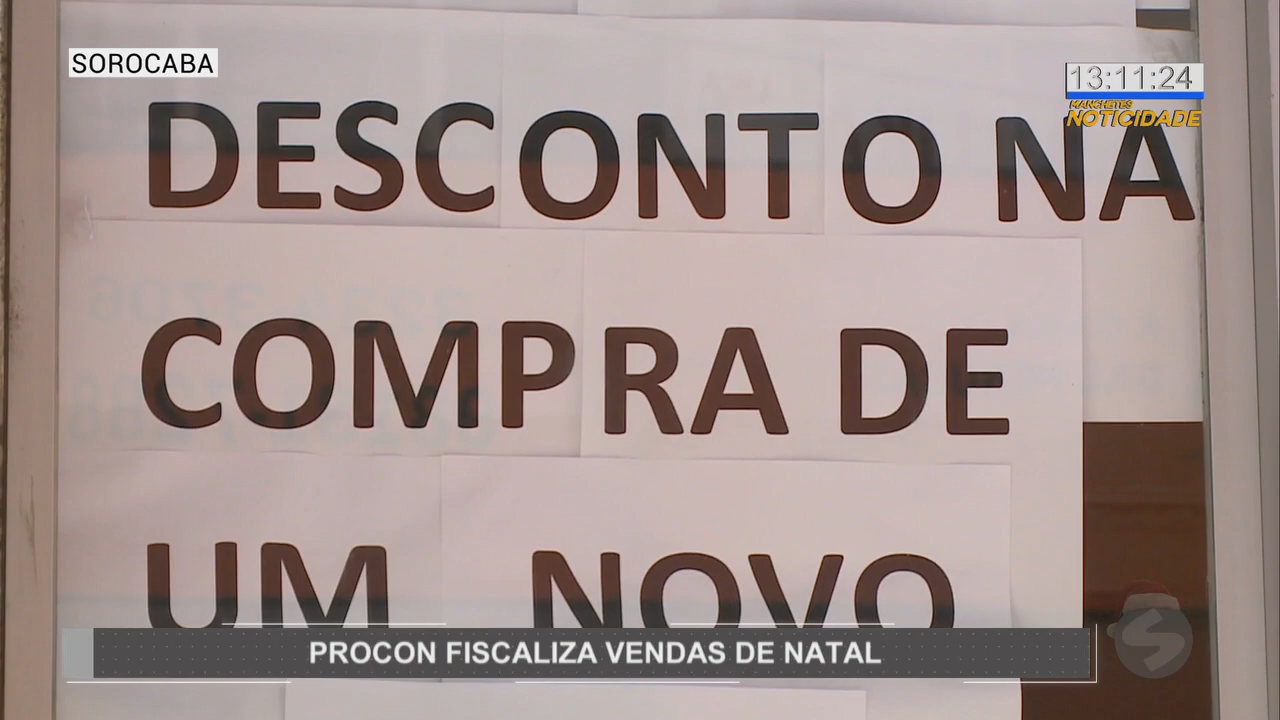 SOROCABA
13:11:24
MANCHETES
NOTICIDADE
DESCONTO NA
COMPRA DE
UM NOVO
PROCON FISCALIZA VENDAS DE NATAL
S